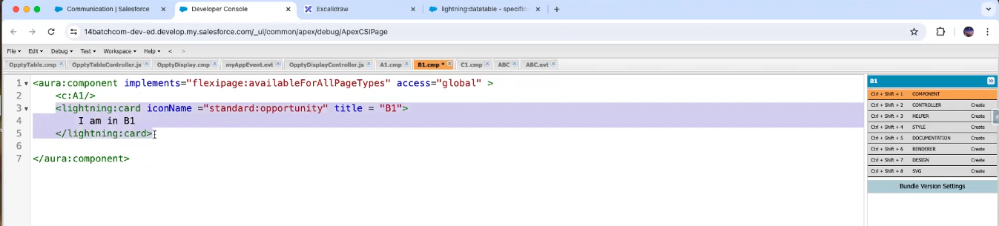 Communication | Salesforce
Developer Console
Excalidraw
lightning:datatable - specific
14batchcom-dev-ed.develop.my.salesforce.com/_ui/common/apex/debug/ApexCSIPage
File Edit Debug Test Workspace Help < >
OpptyTable.cmp OpptyTableController.js OpptyDisplay.cmp myAppEvent.evt OpptyDisplayController.js A1.cmp B1.cmp * C1.cmp ABC ABC.evt
1 <aura:component implements="flexipage:availableForAllPageTypes" access="global" >
2 <c:A1/>
3 <lightning:card iconName ="standard:opportunity" title = "B1">
4 I am in B1
5 </lightning:card>
6
7 </aura:component>
B1
Ctrl + Shift + 1 COMPONENT
Ctrl + Shift + 2 CONTROLLER Create
Ctrl + Shift + 3 HELPER Create
Ctrl + Shift + 4 STYLE Create
Ctrl + Shift + 5 DOCUMENTATION Create
Ctrl + Shift + 6 RENDERER Create
Ctrl + Shift + 7 DESIGN Create
Ctrl + Shift + 8 SVG Create
Bundle Version Settings